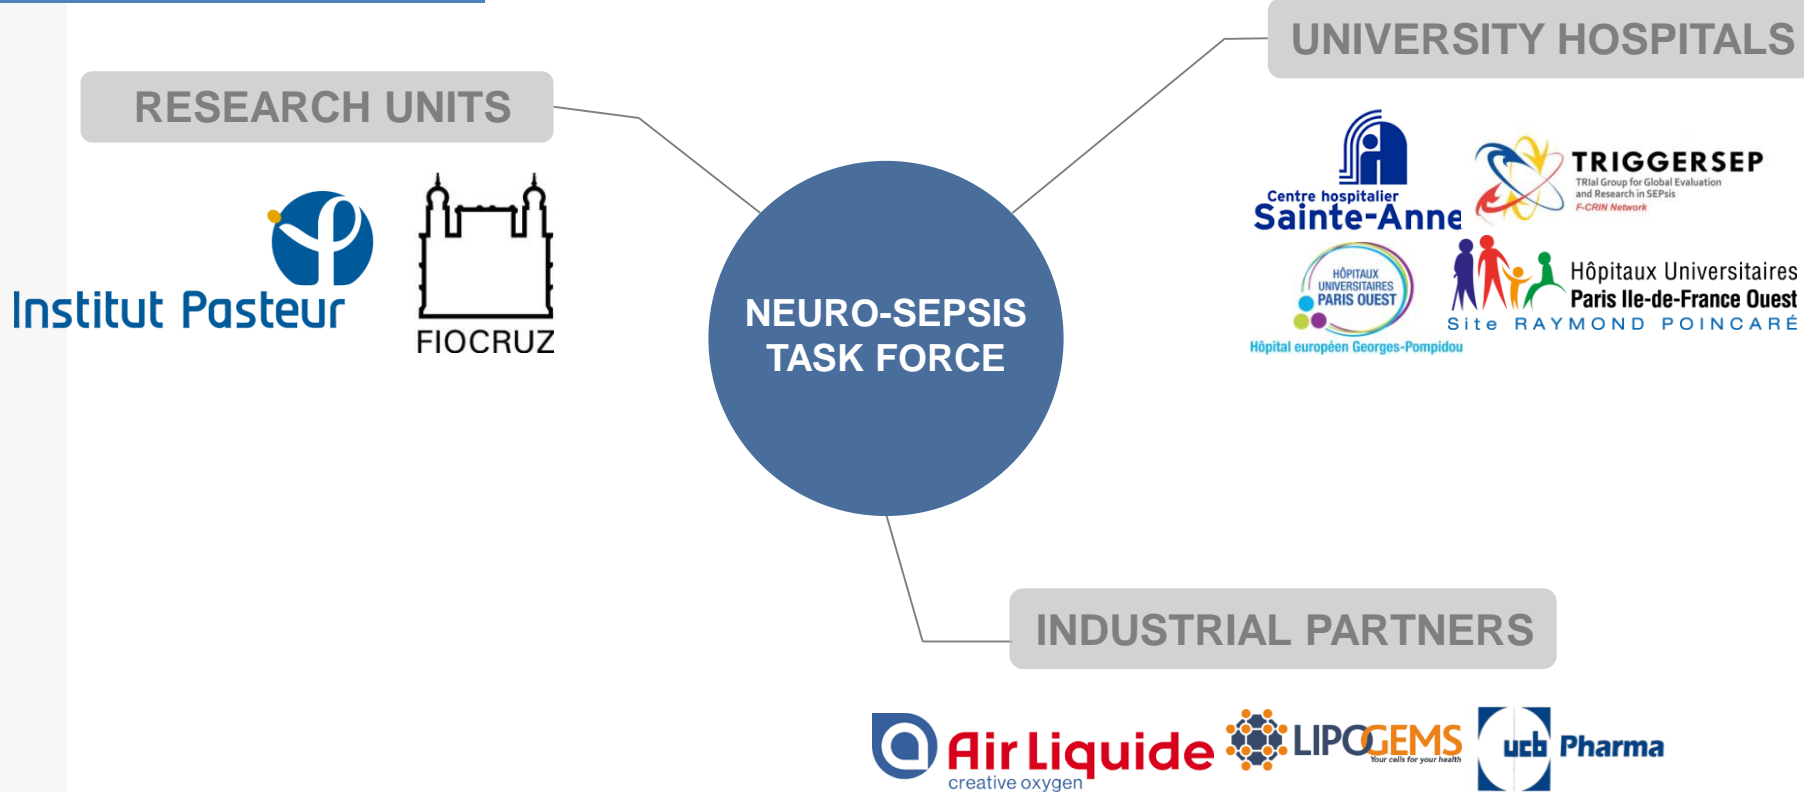 UNIVERSITY HOSPITALS
RESEARCH UNITS
Institut Pasteur
FIOCRUZ
Centre hospitalier
Sainte-Anne
TRIGGERSEP
TRIal Group for Global Evaluation
and Research in SEPsis
F-CRIN Network
HÔPITAUX
UNIVERSITAIRES
PARIS OUEST
Hôpital européen Georges-Pompidou
Hôpitaux Universitaires
Paris Ile-de-France Ouest
Site RAYMOND POINCARÉ
NEURO-SEPSIS
TASK FORCE
INDUSTRIAL PARTNERS
Air Liquide
creative oxygen
LIPOGEMS
Your cells for your health
ucb Pharma